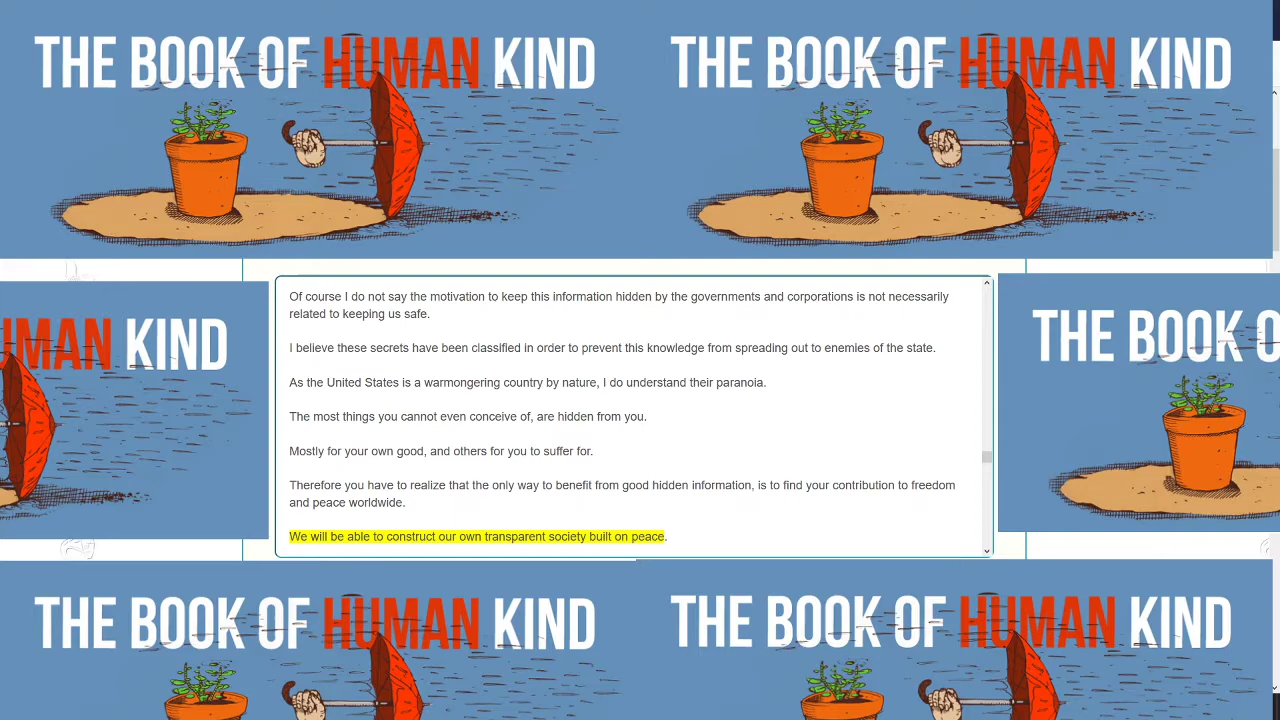 THE BOOK OF HUMAN KIND
THE BOOK OF HUMAN KIND
Of course I do not say the motivation to keep this information hidden by the governments and corporations is not necessarily
related to keeping us safe.
I believe these secrets have been classified in order to prevent this knowledge from spreading out to enemies of the state.
As the United States is a warmongering country by nature, I do understand their paranoia.
The most things you cannot even conceive of, are hidden from you.
Mostly for your own good, and others for you to suffer for.
Therefore you have to realize that the only way to benefit from good hidden information, is to find your contribution to freedom
and peace worldwide.
We will be able to construct our own transparent society built on peace.
UMAN KIND
THE BOOK O
THE BOOK OF HUMAN KIND
THE BOOK OF HUMAN KIND